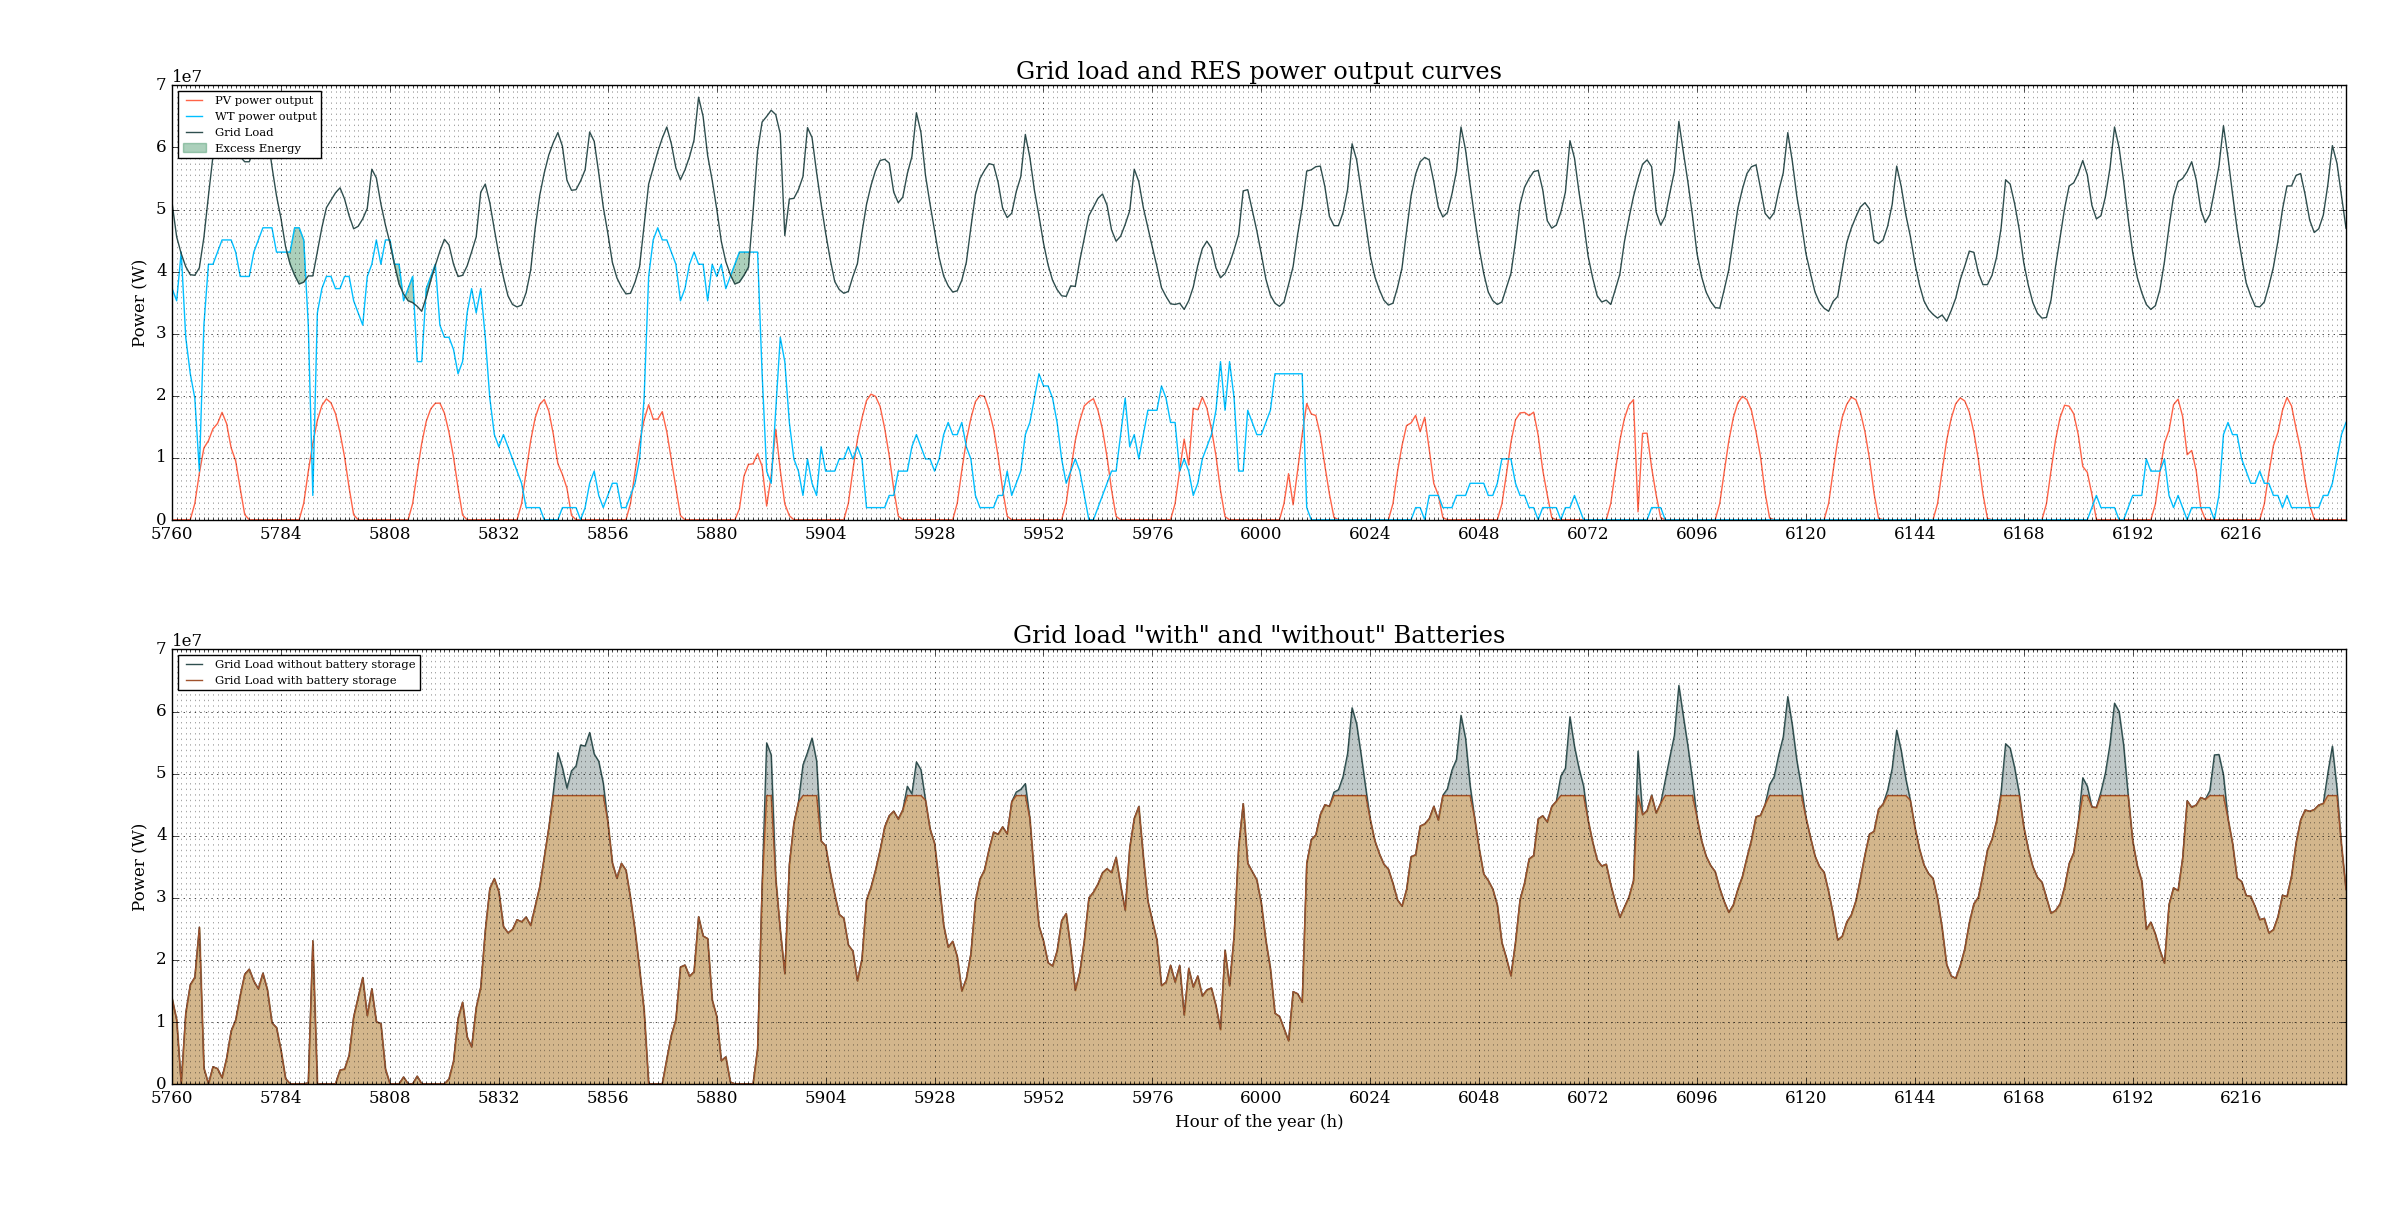 Grid load and RES power output curves
1e7
PV power output
WT power output
Grid Load
Excess Energy
Power (W)
7
6
5
4
3
2
1
0
5760 5784 5808 5832 5856 5880 5904 5928 5952 5976 6000 6024 6048 6072 6096 6120 6144 6168 6192 6216
Grid load "with" and "without" Batteries
1e7
Grid Load without battery storage
Grid Load with battery storage
Power (W)
7
6
5
4
3
2
1
0
5760 5784 5808 5832 5856 5880 5904 5928 5952 5976 6000 6024 6048 6072 6096 6120 6144 6168 6192 6216
Hour of the year (h)